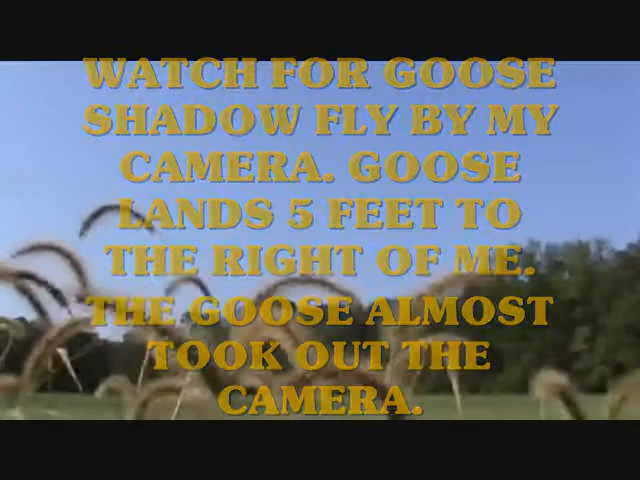 WATCH FOR GOOSE
SHADOW FLY BY MY
CAMERA. GOOSE
LANDS 5 FEET TO
THE RIGHT OF ME.
THE GOOSE ALMOST
TOOK OUT THE
CAMERA.